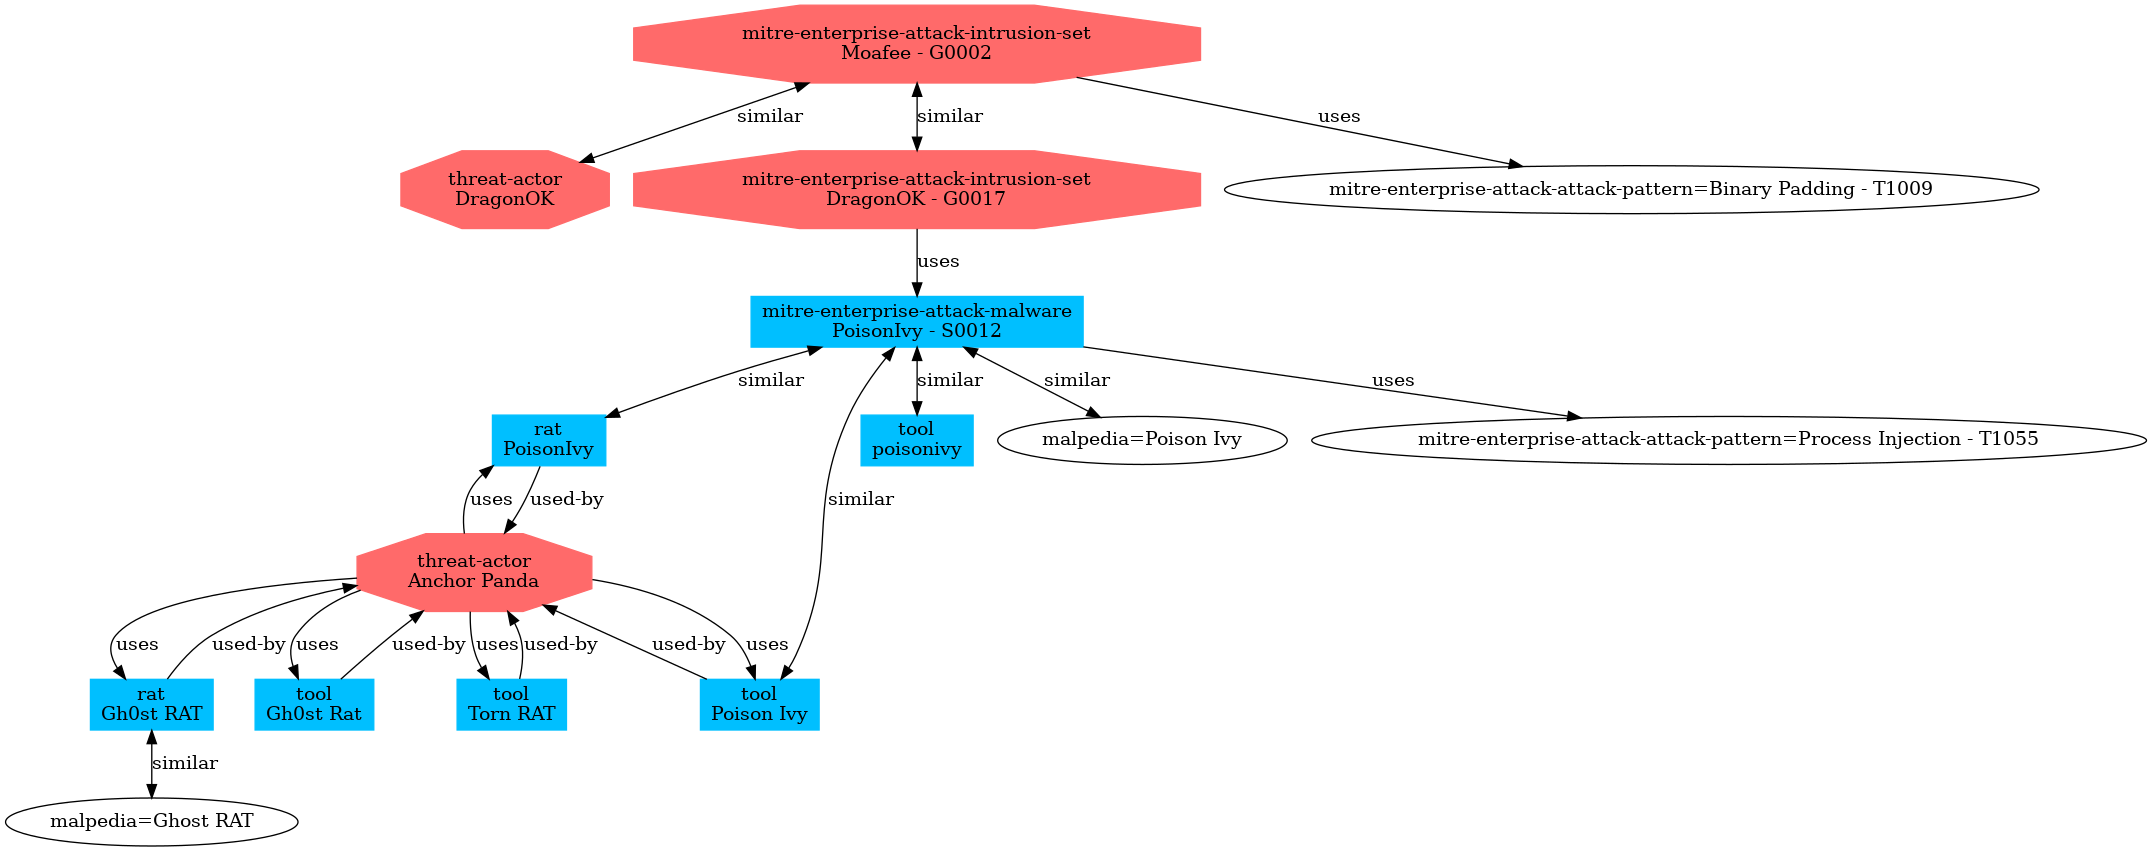 mitre-enterprise-attack-intrusion-set
Moafee - G0002
similar
similar
uses
threat-actor
DragonOK
mitre-enterprise-attack-intrusion-set
DragonOK - G0017
mitre-enterprise-attack-attack-pattern=Binary Padding - T1009
uses
mitre-enterprise-attack-malware
PoisonIvy - S0012
similar
similar
similar
uses
rat
PoisonIvy
tool
poisonivy
malpedia=Poison Ivy
mitre-enterprise-attack-attack-pattern=Process Injection - T1055
uses
used-by
similar
threat-actor
Anchor Panda
uses
used-by
uses
used-by
uses
used-by
used-by
uses
rat
Gh0st RAT
tool
Gh0st Rat
tool
Torn RAT
tool
Poison Ivy
similar
malpedia=Ghost RAT